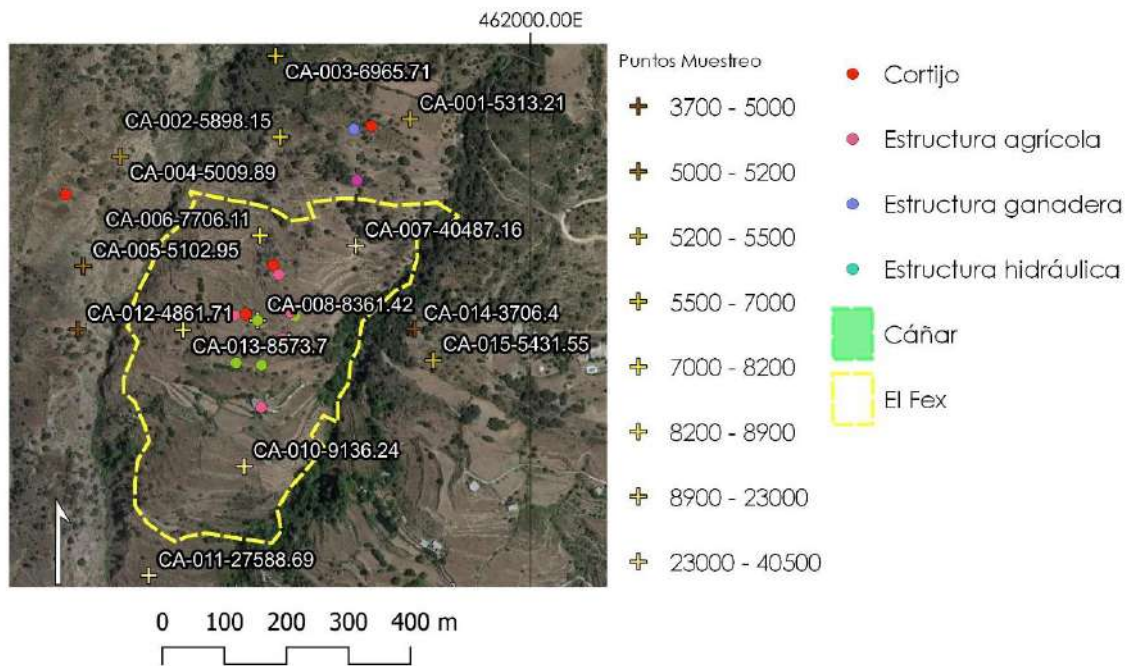 462000.00E
CA-003-6965.71
CA-001-5313.21
CA-002-5898.15
CA-004-5009.89
CA-006-7706.11
CA-007-40487.16
CA-005-5102.95
CA-012-4861.71
CA-008-8361.42
CA-014-3706.4
CA-013-8573.7
CA-015-5431.55
CA-010-9136.24
CA-011-27588.69
0 100 200 300 400 m
Puntos Muestreo
3700 - 5000
5000 - 5200
5200 - 5500
5500 - 7000
7000 - 8200
8200 - 8900
8900 - 23000
23000 - 40500
Cortijo
Estructura agrícola
Estructura ganadera
Estructura hidráulica
Cáñar
El Fex